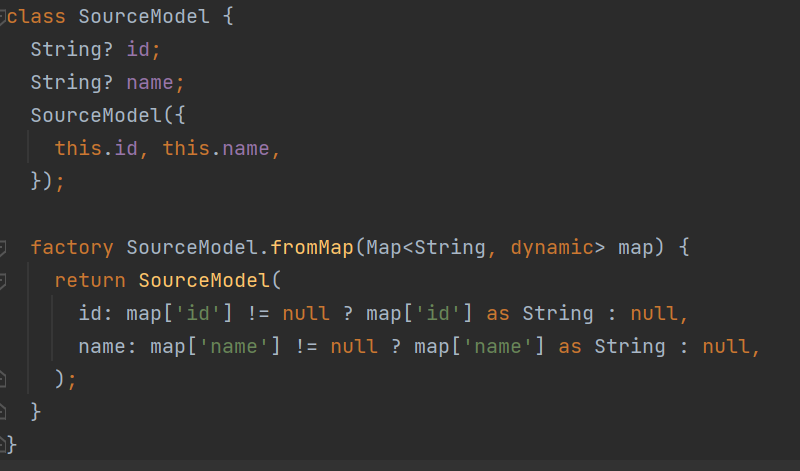 class SourceModel {
String? id;
String? name;
SourceModel({
this.id, this.name,
});
factory SourceModel.fromMap(Map<String, dynamic> map) {
return SourceModel(
id: map['id'] != null ? map['id'] as String : null,
name: map['name'] != null ? map['name'] as String : null,
);
}
}